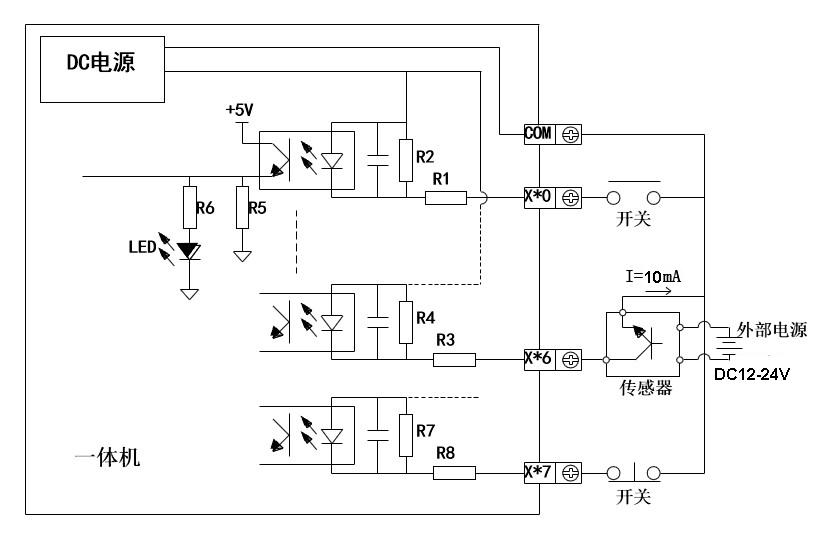 DC电源
+5V
COM
R2
R1
X*0
R6
R5
开关
LED
I=10mA
R4
R3
X*6
外部电源
DC12-24V
传感器
R7
R8
X*7
一体机
开关